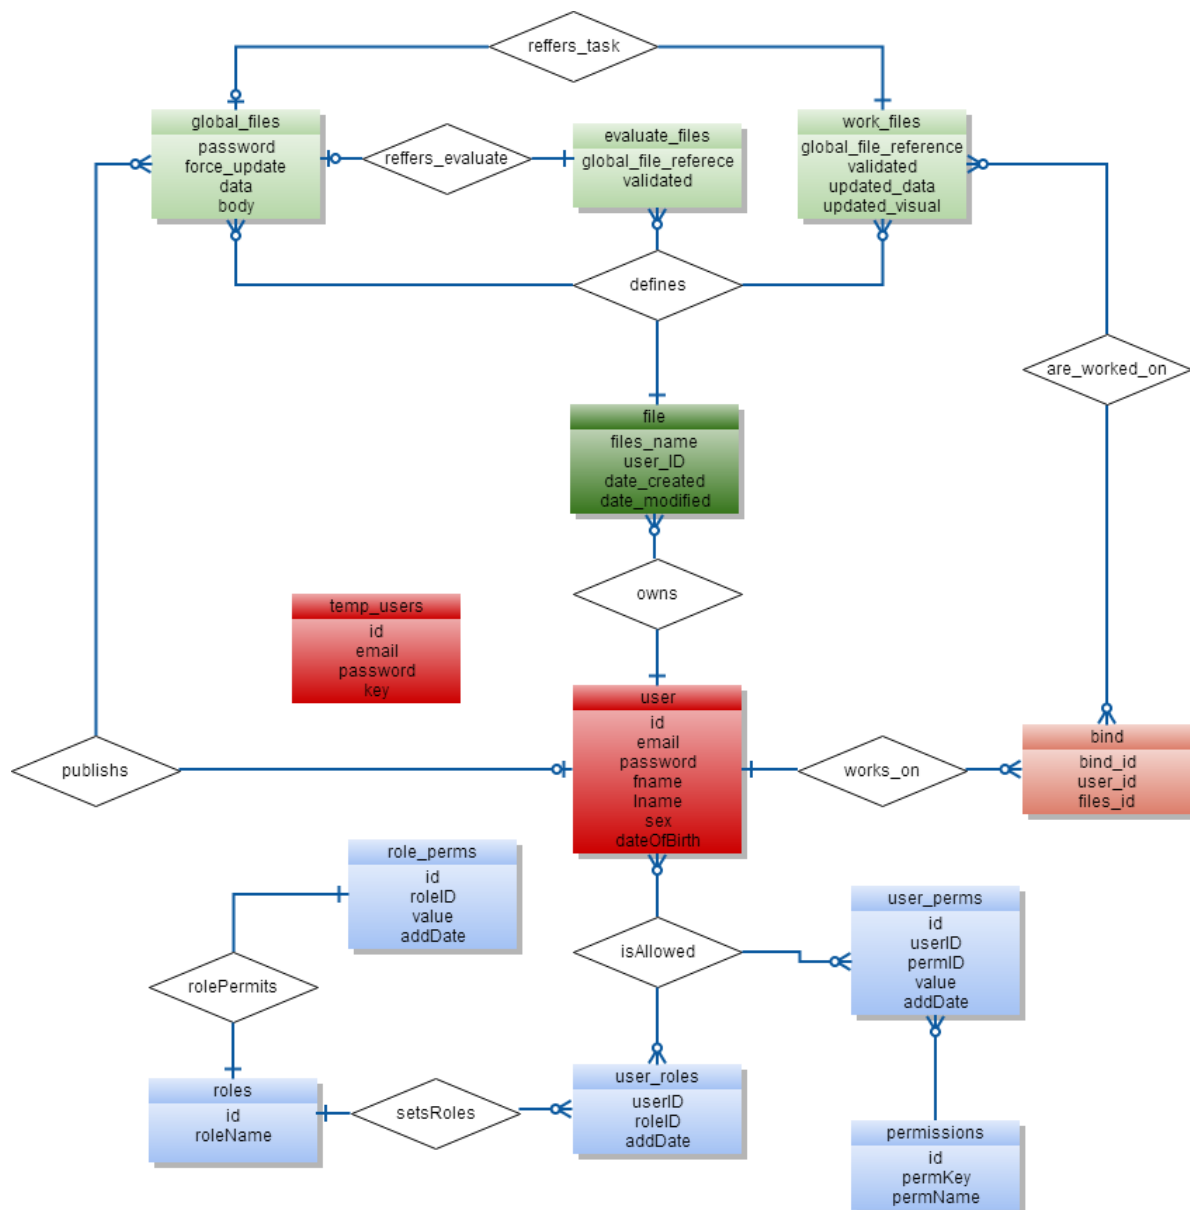 reffers_task
global_files
password
force_update
data
body
reffers_evaluate
evaluate_files
global_file_referece
validated
work_files
global_file_reference
validated
updated_data
updated_visual
defines
are_worked_on
file
files_name
user_ID
date_created
date_modified
owns
temp_users
id
email
password
key
user
id
email
password
fname
lname
sex
dateOfBirth
publishs
works_on
bind
bind_id
user_id
files_id
role_perms
id
roleID
value
addDate
isAllowed
user_perms
id
userID
permID
value
addDate
rolePermits
roles
id
roleName
setsRoles
user_roles
userID
roleID
addDate
permissions
id
permKey
permName